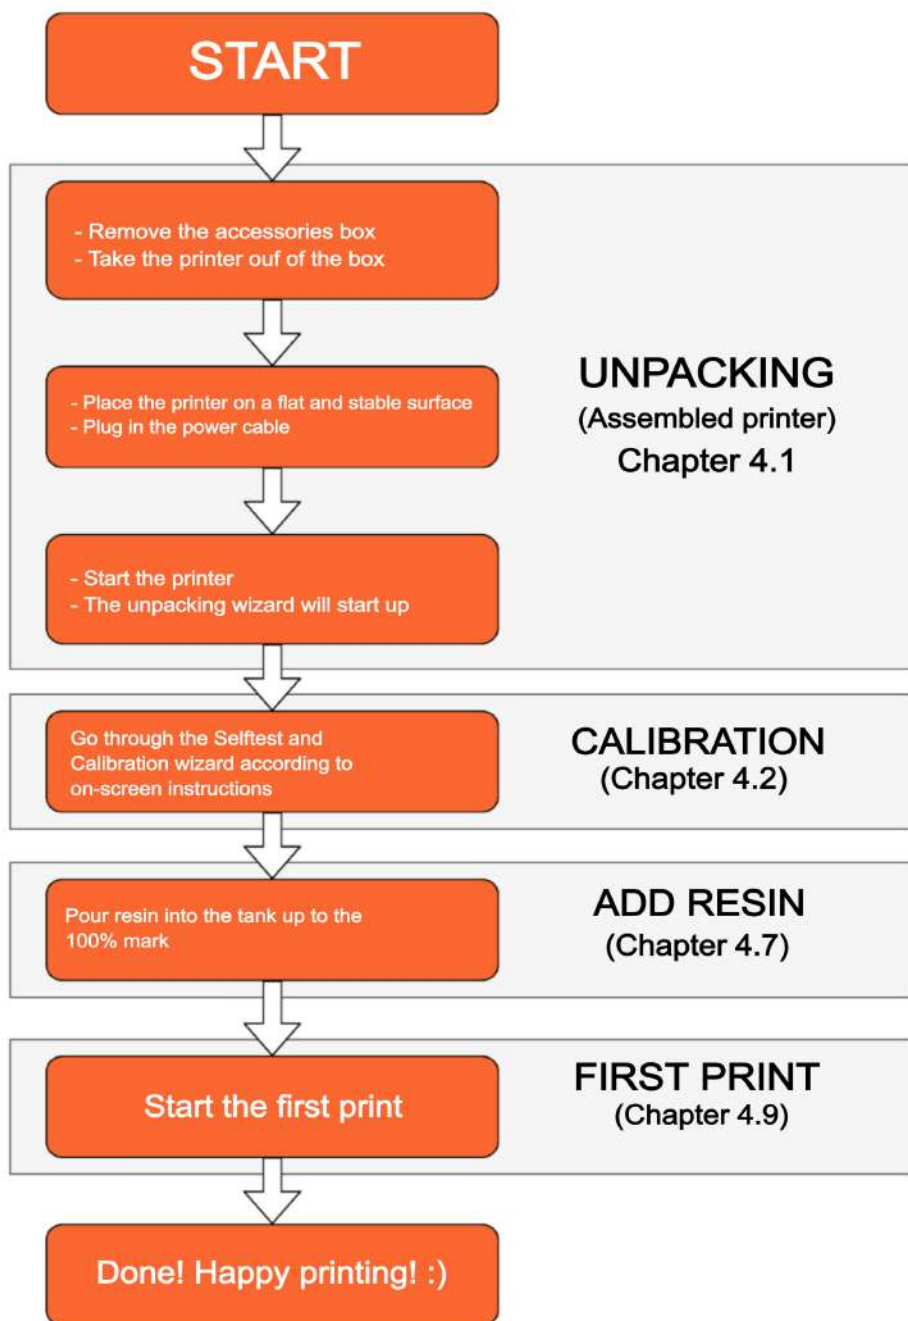 START
- Remove the accessories box
- Take the printer ouf of the box
- Place the printer on a flat and stable surface
- Plug in the power cable
- Start the printer
- The unpacking wizard will start up
UNPACKING
(Assembled printer)
Chapter 4.1
Go through the Selftest and
Calibration wizard according to
on-screen instructions
CALIBRATION
(Chapter 4.2)
Pour resin into the tank up to the
100% mark
ADD RESIN
(Chapter 4.7)
Start the first print
FIRST PRINT
(Chapter 4.9)
Done! Happy printing! :)